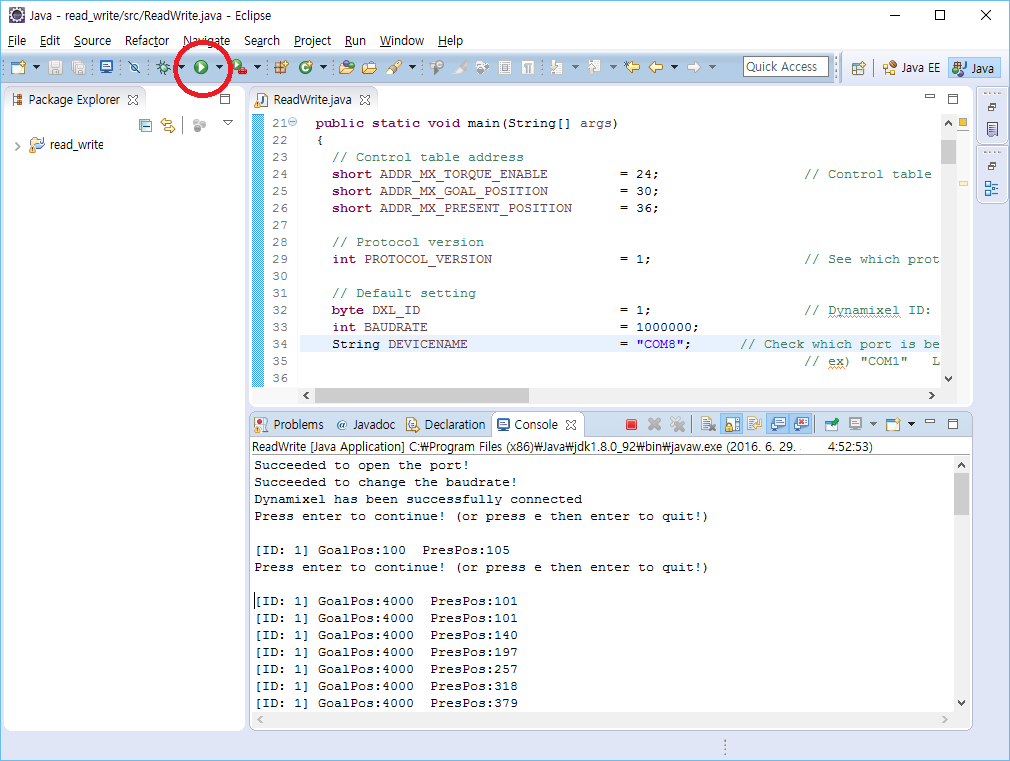 Java - read_write/src/ReadWrite.java - Eclipse
File Edit Source Refactor Navigate Search Project Run Window Help
Quick Access Java EE Java
Package Explorer
read_write
ReadWrite.java
21 public static void main(String[] args)
22 {
23 // Control table address
24 short ADDR_MX_TORQUE_ENABLE = 24; // Control table
25 short ADDR_MX_GOAL_POSITION = 30;
26 short ADDR_MX_PRESENT_POSITION = 36;
27
28 // Protocol version
29 int PROTOCOL_VERSION = 1; // See which prot
30
31 // Default setting
32 byte DXL_ID = 1; // Dynamixel ID:
33 int BAUDRATE = 1000000;
34 String DEVICENAME = "COM8"; // Check which port is be
35 // ex) "COM1" L
36
Problems @ Javadoc Declaration Console
ReadWrite [Java Application] C:₩Program Files (x86)₩Java₩jdk1.8.0_92₩bin₩javaw.exe (2016. 6. 29. 4:52:53)
Succeeded to open the port!
Succeeded to change the baudrate!
Dynamixel has been successfully connected
Press enter to continue! (or press e then enter to quit!)
[ID: 1] GoalPos:100 PresPos:105
Press enter to continue! (or press e then enter to quit!)
[ID: 1] GoalPos:4000 PresPos:101
[ID: 1] GoalPos:4000 PresPos:101
[ID: 1] GoalPos:4000 PresPos:140
[ID: 1] GoalPos:4000 PresPos:197
[ID: 1] GoalPos:4000 PresPos:257
[ID: 1] GoalPos:4000 PresPos:318
[ID: 1] GoalPos:4000 PresPos:379